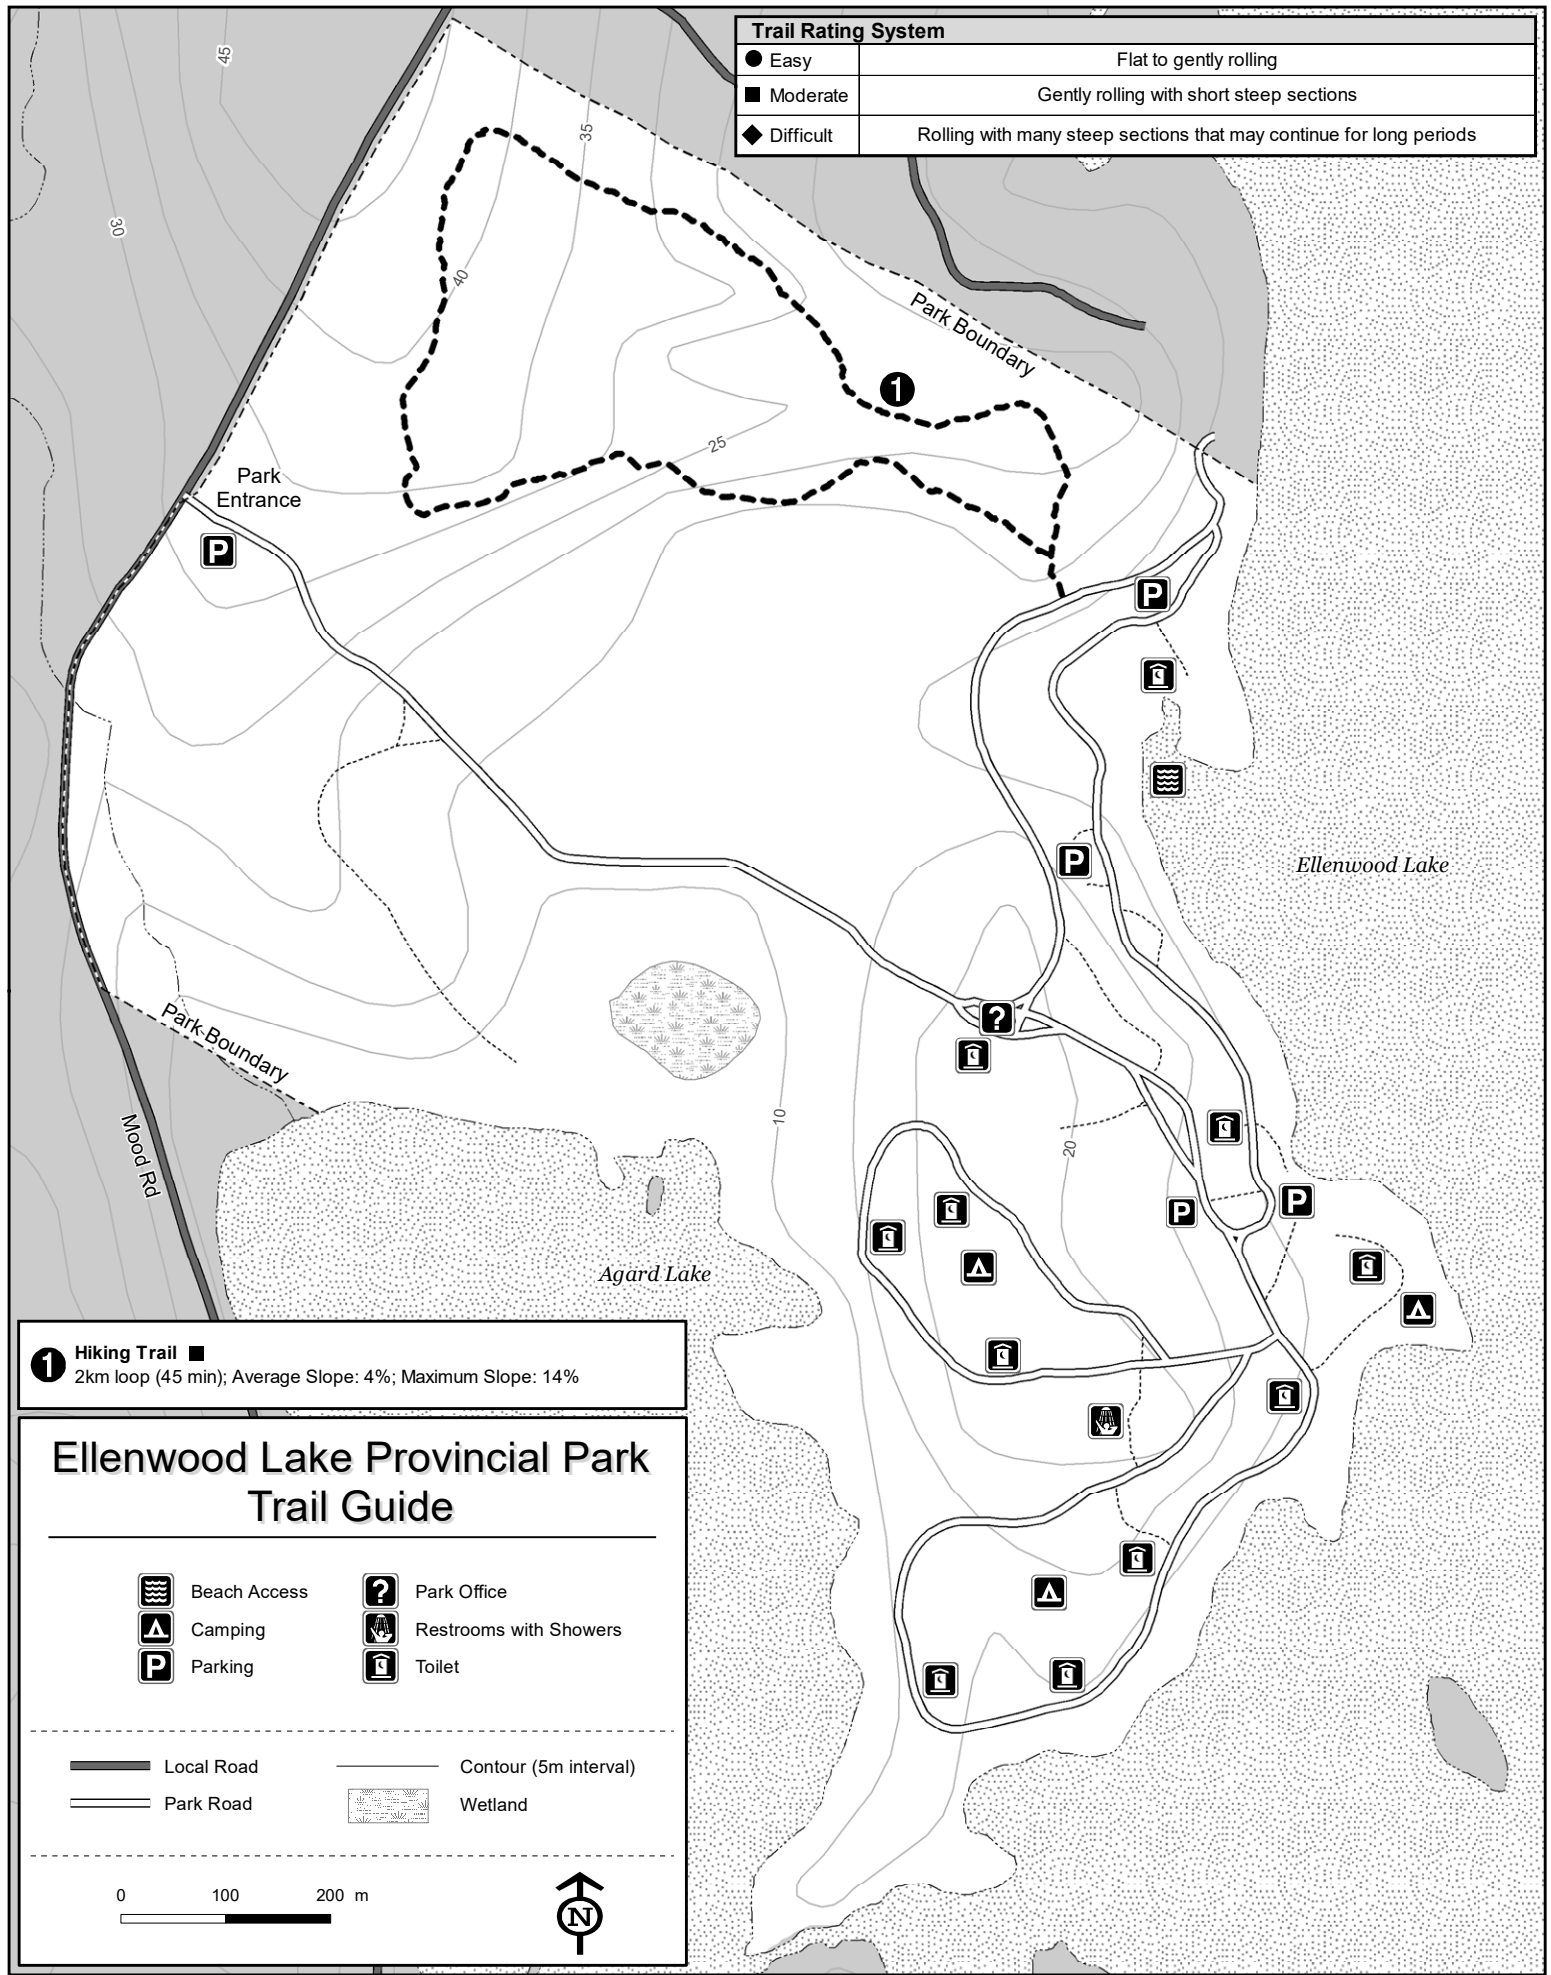 Trail Rating System
Easy
Flat to gently rolling
Moderate
Gently rolling with short steep sections
Difficult
Rolling with many steep sections that may continue for long periods
45
35
30
40
Park Boundary
1
25
Park
Entrance
P
P
P
Ellenwood Lake
?
Park Boundary
10
20
Mood Rd
P
P
Agard Lake
1 Hiking Trail
2km loop (45 min); Average Slope: 4%; Maximum Slope: 14%
Ellenwood Lake Provincial Park
Trail Guide
Beach Access
? Park Office
Camping
Restrooms with Showers
P Parking
Toilet
Local Road
Contour (5m interval)
Park Road
Wetland
0 100 200 m
N